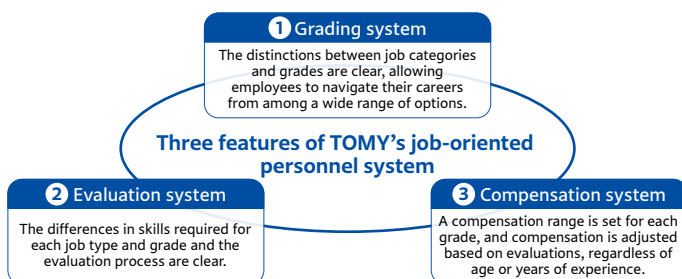 1 Grading system
The distinctions between job categories
and grades are clear, allowing
employees to navigate their careers
from among a wide range of options.
Three features of TOMY's job-oriented
personnel system
2 Evaluation system
The differences in skills required for
each job type and grade and the
evaluation process are clear.
3 Compensation system
A compensation range is set for each
grade, and compensation is adjusted
based on evaluations, regardless of
age or years of experience.